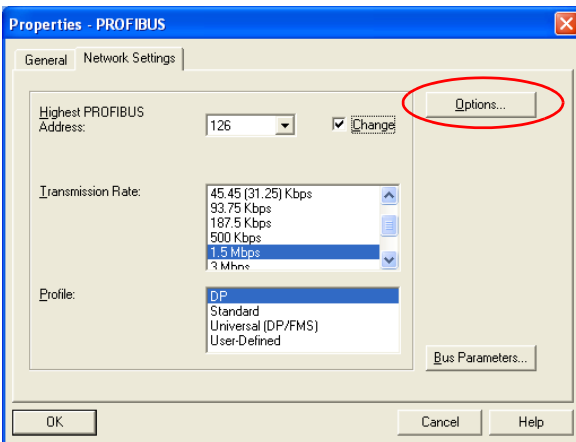 Properties - PROFIBUS
General Network Settings
Highest PROFIBUS
Address:
126
Change
Options...
Transmission Rate:
45.45 (31.25) Kbps
93.75 Kbps
187.5 Kbps
500 Kbps
1.5 Mbps
3 Mbps
Profile:
DP
Standard
Universal (DP/FMS)
User-Defined
Bus Parameters...
OK Cancel Help